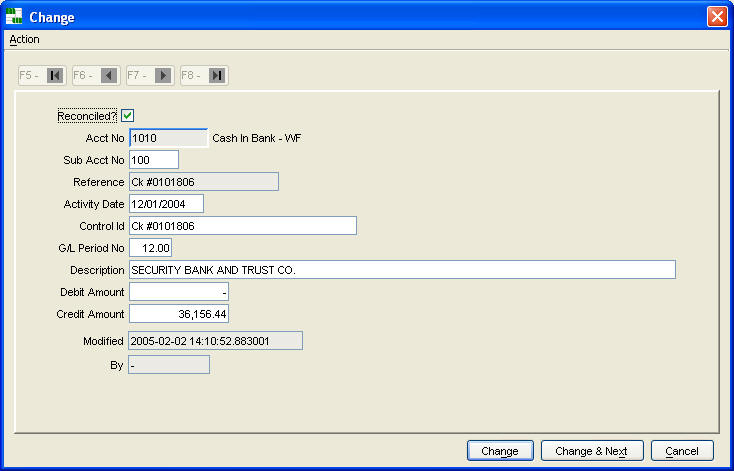 Change
Action
F5 - F6 - F7 - F8 -
Reconciled?
Acct No 1010 Cash In Bank - WF
Sub Acct No 100
Reference Ck #0101806
Activity Date 12/01/2004
Control Id Ck #0101806
G/L Period No 12.00
Description SECURITY BANK AND TRUST CO.
Debit Amount -
Credit Amount 36,156.44
Modified 2005-02-02 14:10:52.883001
By -
Change Change & Next Cancel